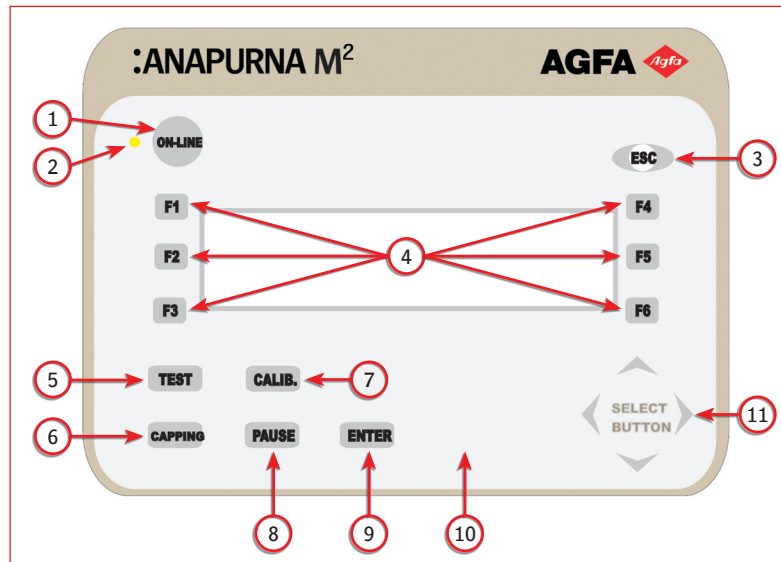 :ANAPURNA M²
AGFA Agfa
1
ON-LINE
2
ESC
3
F1
F4
F2
4
F5
F3
F6
5
TEST
CALIB.
7
SELECT
BUTTON
11
6
CAPPING
PAUSE
ENTER
8
9
10